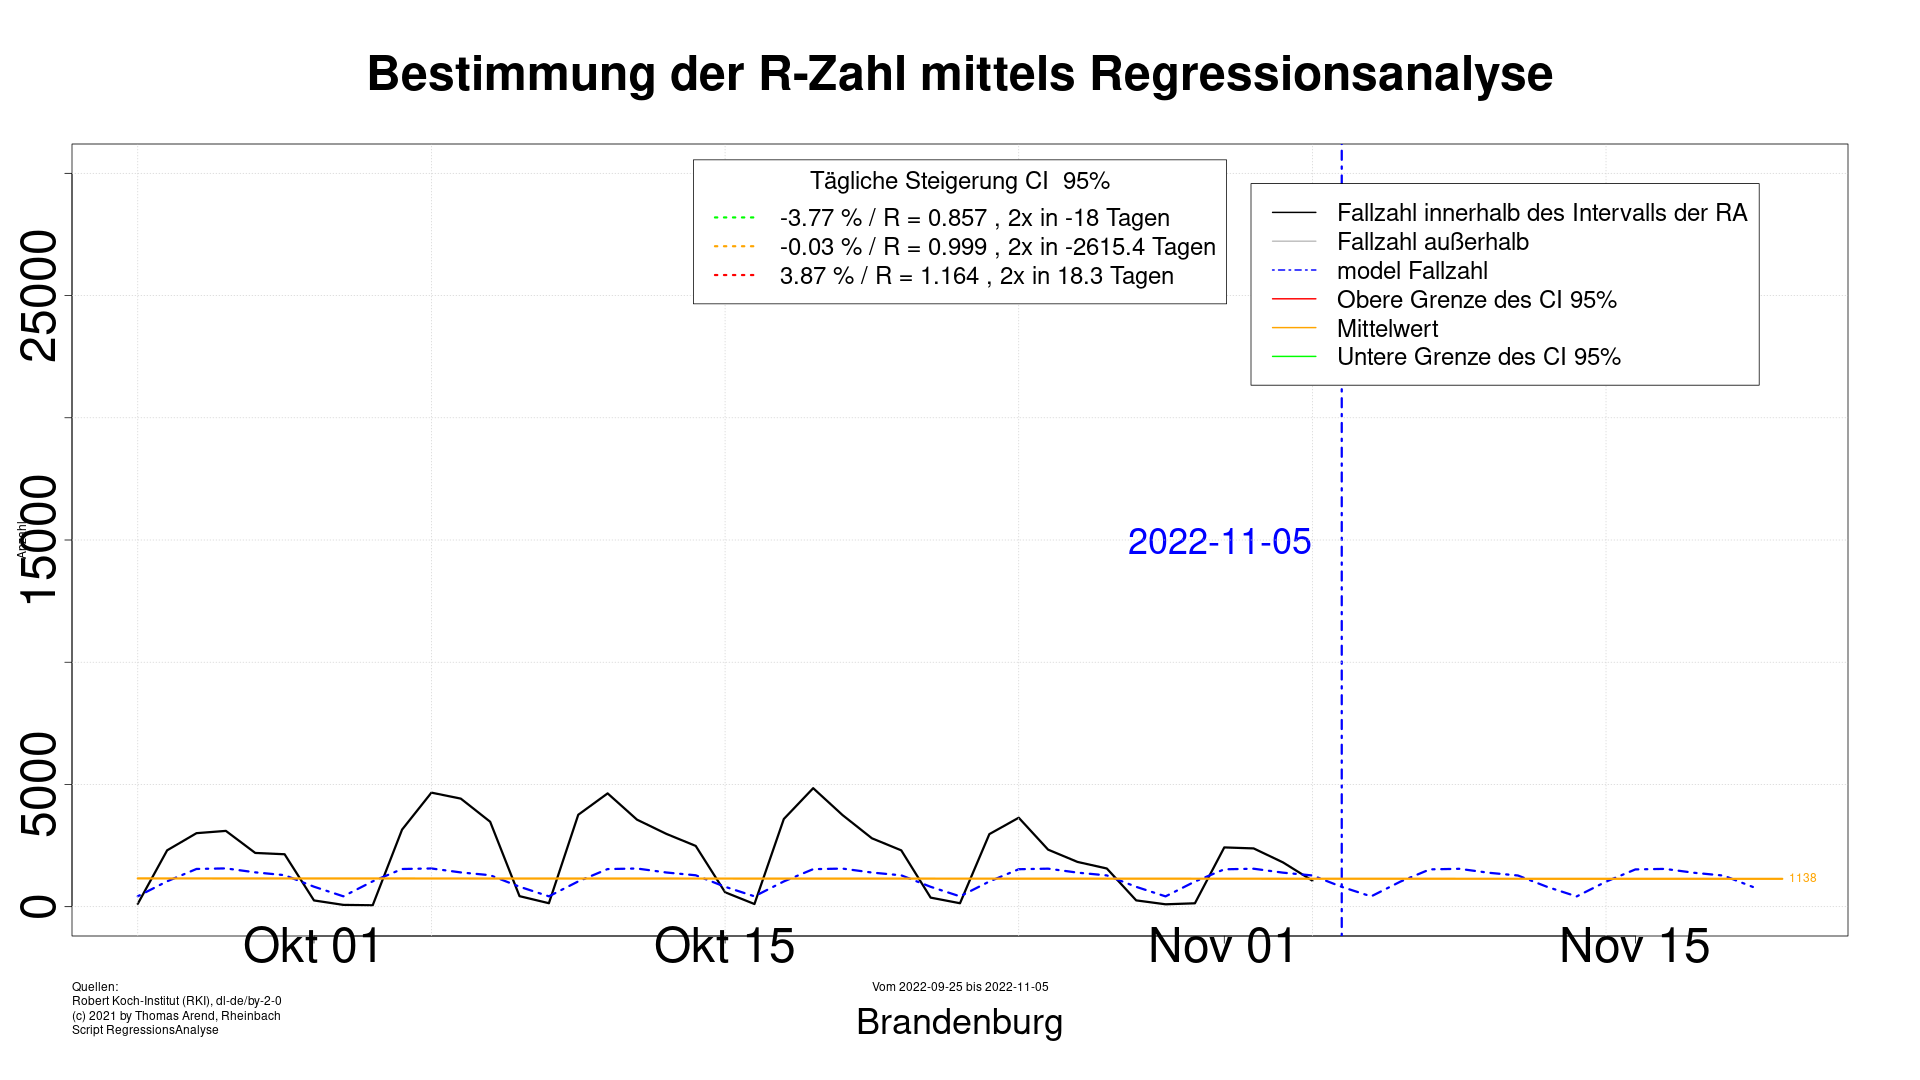 Bestimmung der R-Zahl mittels Regressionsanalyse
Tägliche Steigerung CI  95%
-3.77 % / R = 0.857 , 2x in -18 Tagen
-0.03 % / R = 0.999 , 2x in -2615.4 Tagen
3.87 % / R = 1.164 , 2x in 18.3 Tagen
Fallzahl innerhalb des Intervalls der RA
Fallzahl außerhalb
model Fallzahl
Obere Grenze des CI 95%
Mittelwert
Untere Grenze des CI 95%
25000
15000
5000
0
Anzahl
2022-11-05
1138
Okt 01
Okt 15
Nov 01
Nov 15
Quellen:
Robert Koch-Institut (RKI), dl-de/by-2-0
(c) 2021 by Thomas Arend, Rheinbach
Script RegressionsAnalyse
Vom 2022-09-25 bis 2022-11-05
Brandenburg